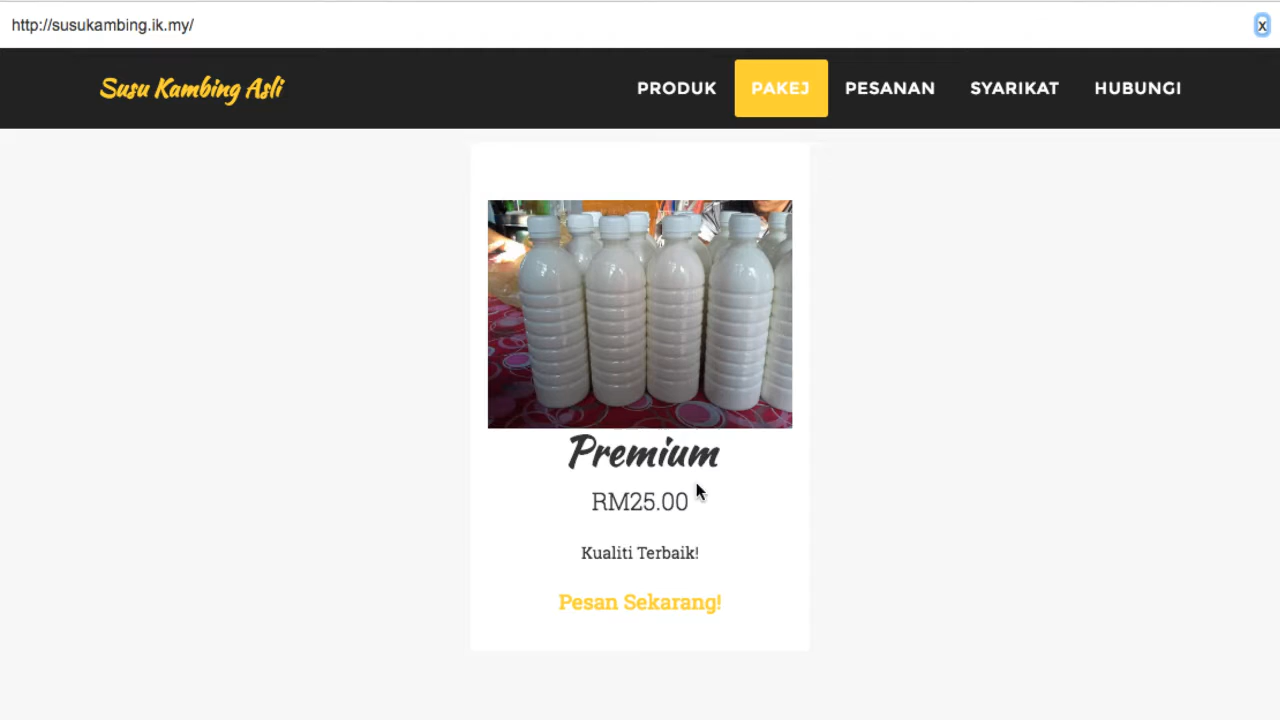 http://susukambing.ik.my/
x
Susu Kambing Asli
PRODUK PAKEJ PESANAN SYARIKAT HUBUNGI
Premium
RM25.00
Kualiti Terbaik!
Pesan Sekarang!